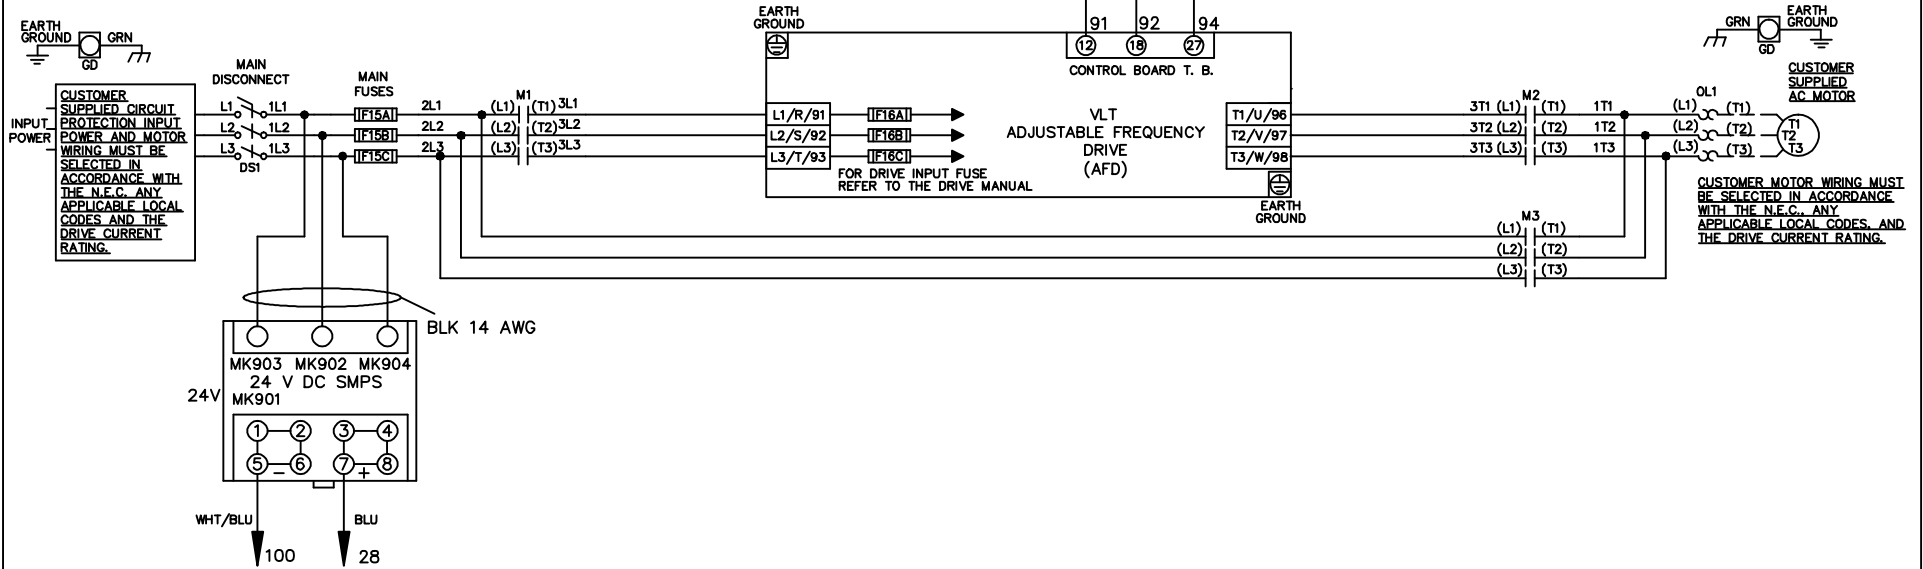 EARTH
GROUND
GRN
GD
INPUT
POWER
CUSTOMER
SUPPLIED CIRCUIT
PROTECTION INPUT
POWER AND MOTOR
WIRING MUST BE
SELECTED IN
ACCORDANCE WITH
THE N.E.C. ANY
APPLICABLE LOCAL
CODES AND THE
DRIVE CURRENT
RATING.
MAIN
DISCONNECT
L1 1L1
L2 1L2
L3 1L3
DS1
MAIN
FUSES
F15A
F15B
F15C
2L1
2L2
2L3
M1
(L1) (T1) 3L1
(L2) (T2) 3L2
(L3) (T3) 3L3
EARTH
GROUND
91 92 94
12 18 27
CONTROL BOARD T. B.
L1/R/91
L2/S/92
L3/T/93
F16A
F16B
F16C
FOR DRIVE INPUT FUSE
REFER TO THE DRIVE MANUAL
VLT
ADJUSTABLE FREQUENCY
DRIVE
(AFD)
T1/U/96
T2/V/97
T3/W/98
EARTH
GROUND
M2
3T1 (L1) (T1) 1T1
3T2 (L2) (T2) 1T2
3T3 (L3) (T3) 1T3
M3
(L1) (T1)
(L2) (T2)
(L3) (T3)
OL1
(L1) (T1)
(L2) (T2)
(L3) (T3)
T1
T2
T3
GRN
GD
EARTH
GROUND
CUSTOMER
SUPPLIED
AC MOTOR
CUSTOMER MOTOR WIRING MUST
BE SELECTED IN ACCORDANCE
WITH THE N.E.C., ANY
APPLICABLE LOCAL CODES, AND
THE DRIVE CURRENT RATING.
BLK 14 AWG
MK903 MK902 MK904
24 V DC SMPS
24V
MK901
1 2 3 4
5 - 6 7 + 8
WHT/BLU
BLU
100
28